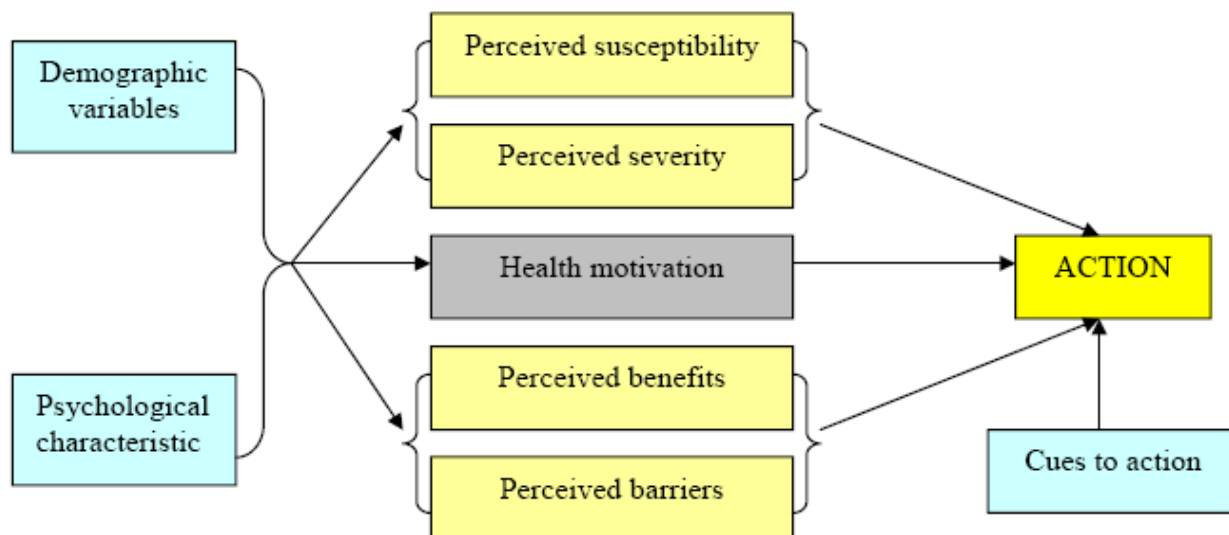 Demographic
variables
Psychological
characteristic
Perceived susceptibility
Perceived severity
Health motivation
Perceived benefits
Perceived barriers
ACTION
Cues to action